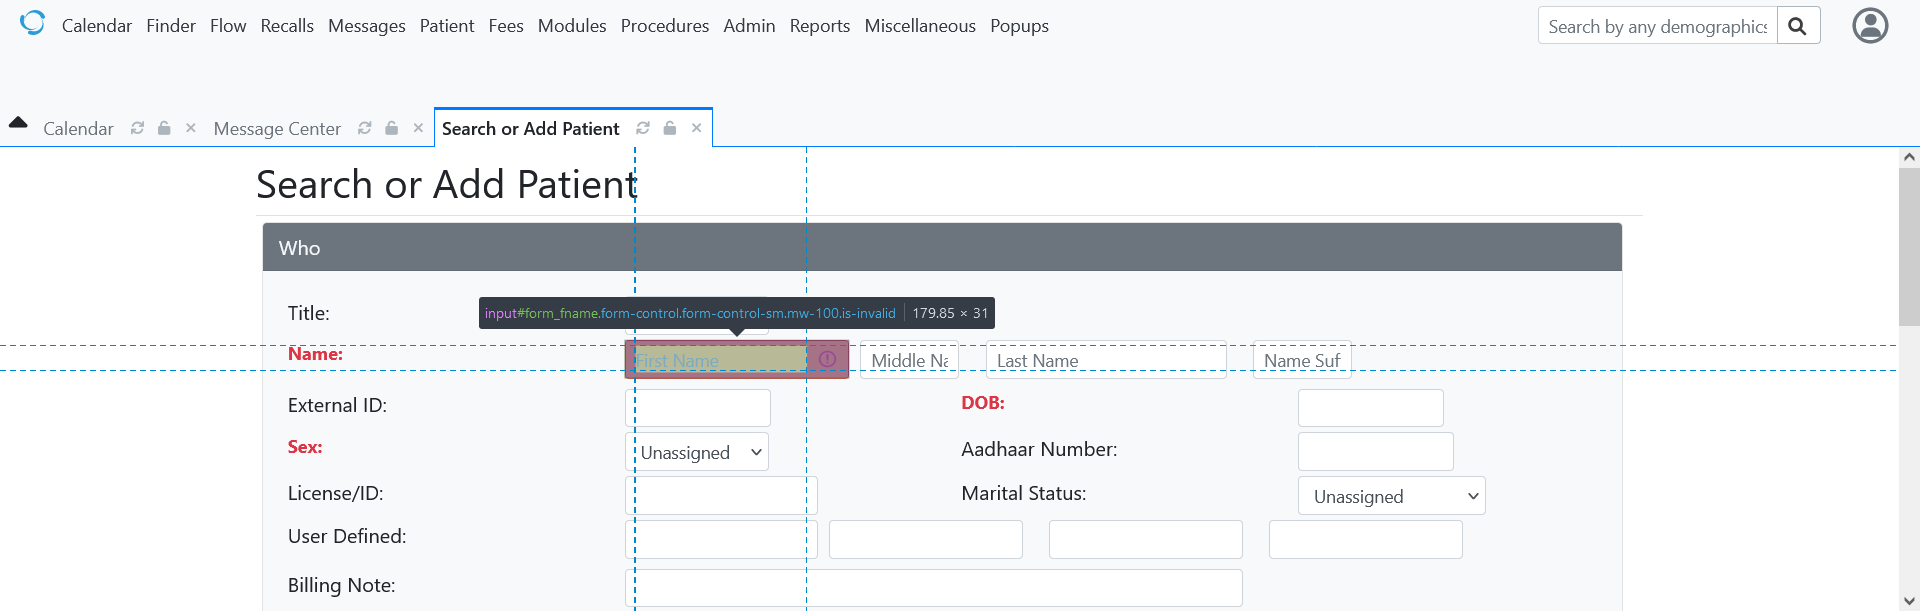 Calendar Finder Flow Recalls Messages Patient Fees Modules Procedures Admin Reports Miscellaneous Popups Search by any demographics
Calendar Message Center Search or Add Patient
Search or Add Patient
Who
Title:
input#form_fname.form-control.form-control-sm.mw-100.is-invalid 179.85 × 31
Name: First Name Middle Na Last Name Name Suf
External ID: DOB:
Sex: Unassigned Aadhaar Number:
License/ID: Marital Status: Unassigned
User Defined:
Billing Note: